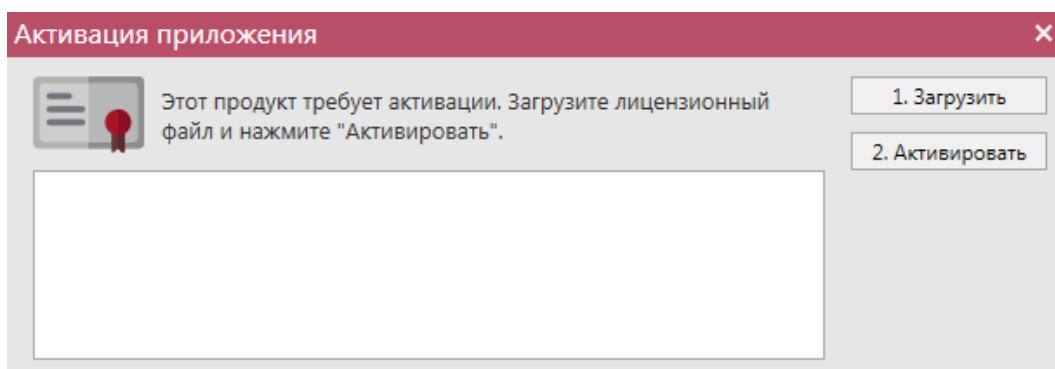 Активация приложения
Этот продукт требует активации. Загрузите лицензионный
файл и нажмите "Активировать".
1. Загрузить
2. Активировать